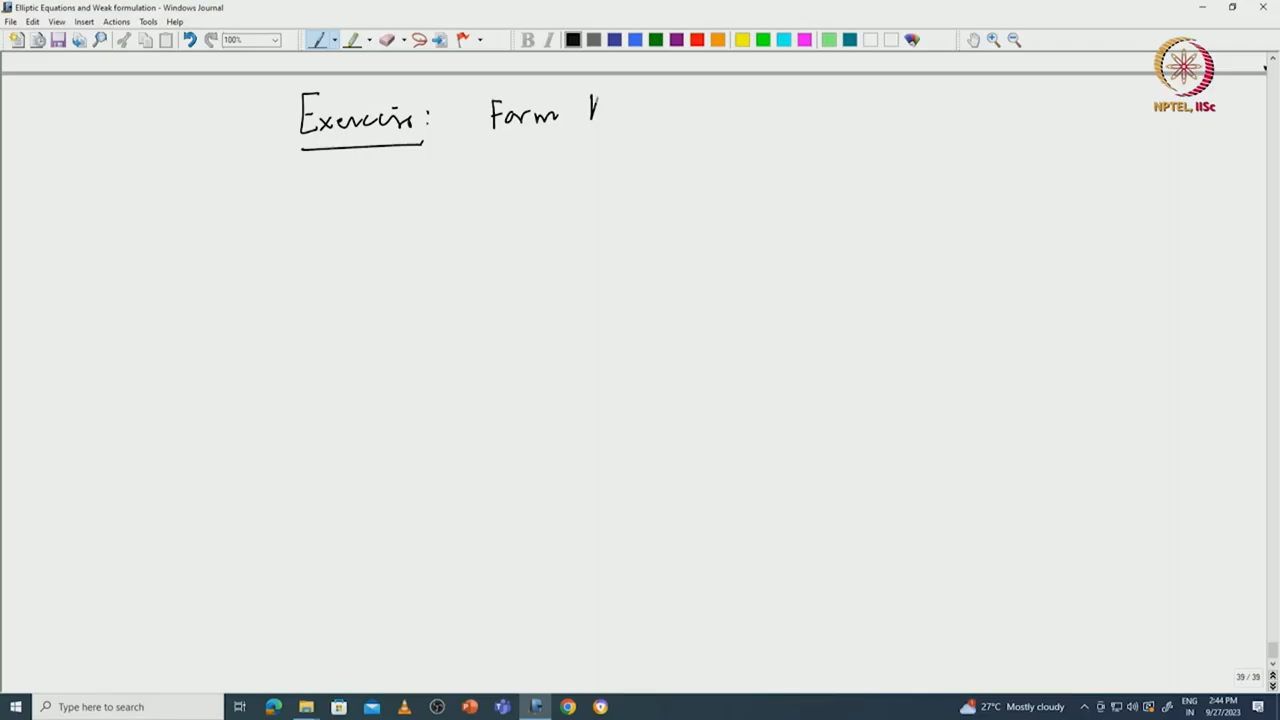 Elliptic Equations and Weak formulation - Windows Journal
File Edit View Insert Actions Tools Help
100%
B I
NPTEL, IISc
Exercise: Form
39 / 39
Type here to search
27°C Mostly cloudy
ENG
IN
2:44 PM
9/27/2023